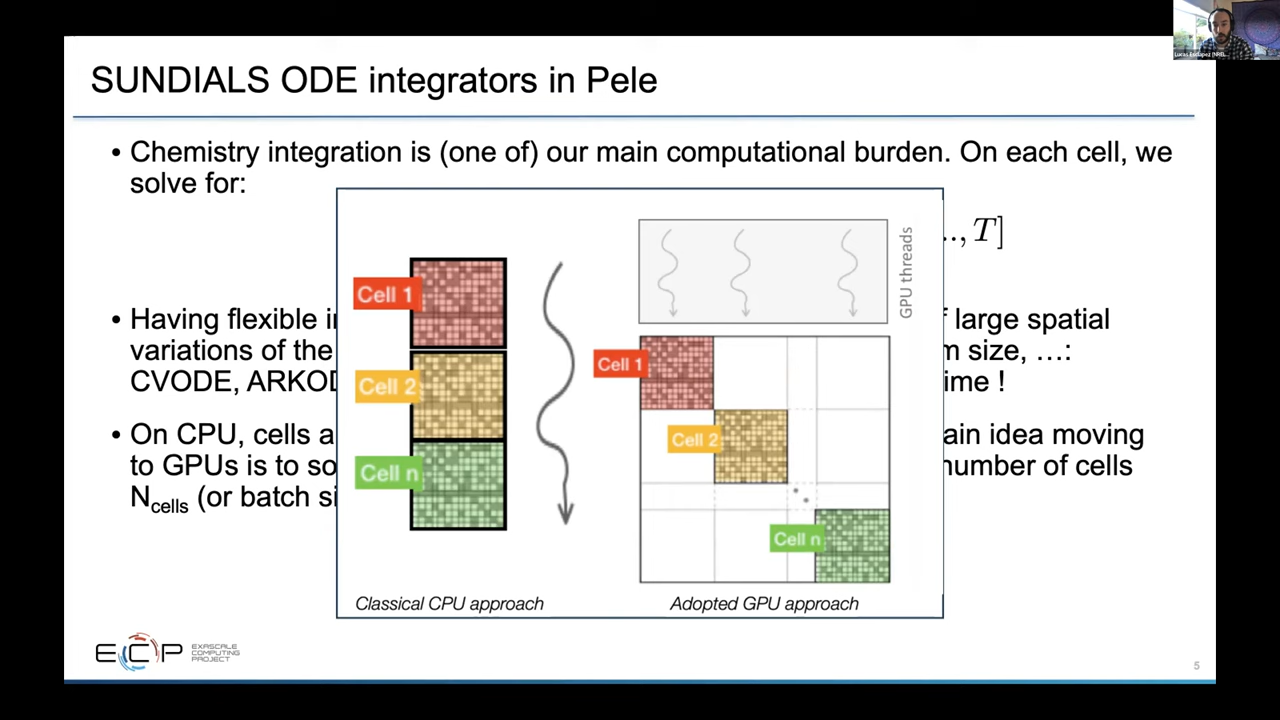 SUNDIALS ODE integrators in Pele
• Chemistry integration is (one of) our main computational burden. On each cell, we
solve for:
.., T]
• Having flexible i
f large spatial
variations of the
m size, …:
CVODE, ARKOD
ime !
• On CPU, cells a
ain idea moving
to GPUs is to so
number of cells
Ncells (or batch si
Cell 1
Cell 2
Cell n
Classical CPU approach
GPU threads
Cell 1
Cell 2
Cell n
Adopted GPU approach
ECP
EXASCALE
COMPUTING
PROJECT
5